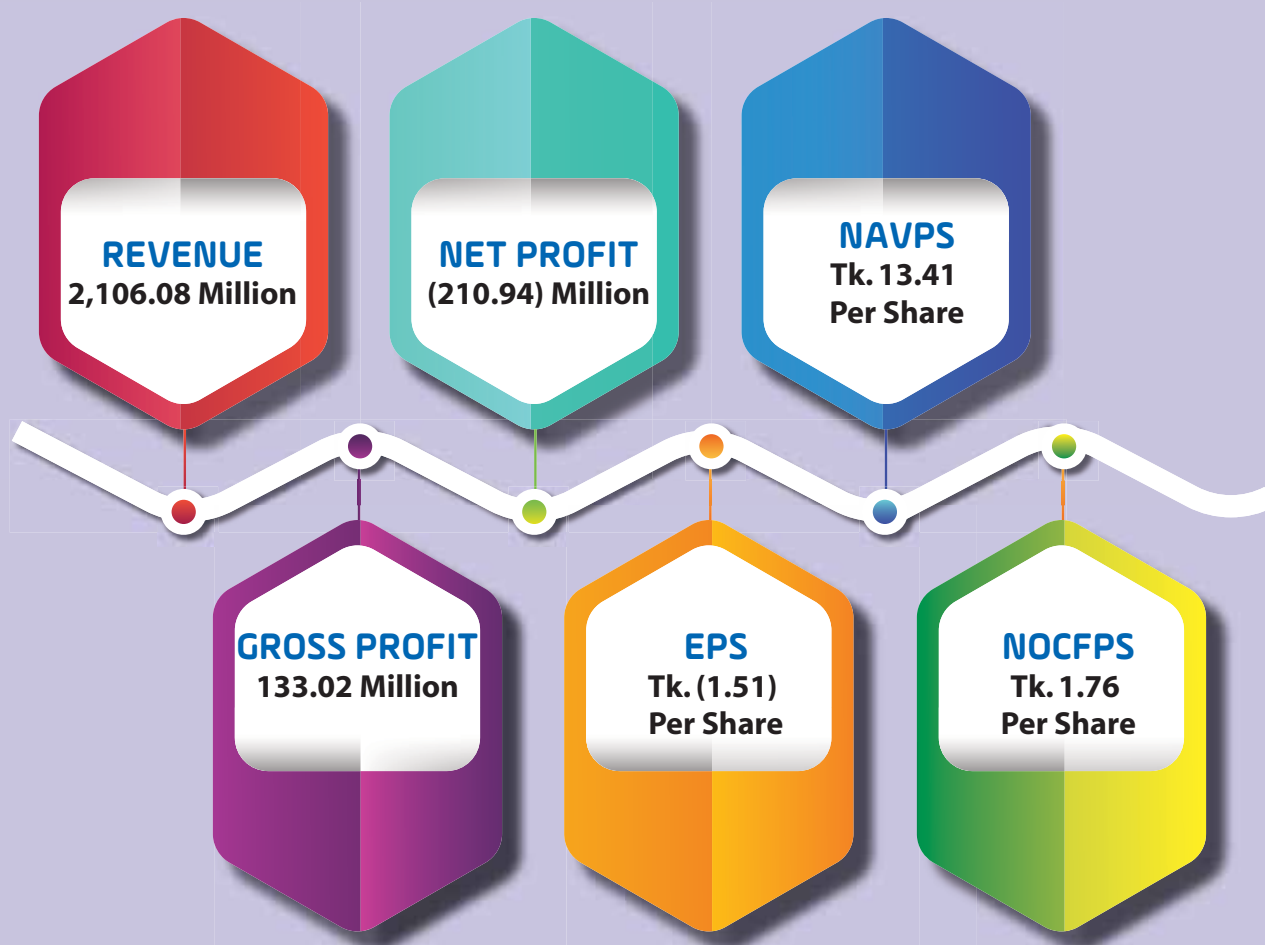 REVENUE
2,106.08 Million
NET PROFIT
(210.94) Million
NAVPS
Tk. 13.41
Per Share
GROSS PROFIT
133.02 Million
EPS
Tk. (1.51)
Per Share
NOCFPS
Tk. 1.76
Per Share